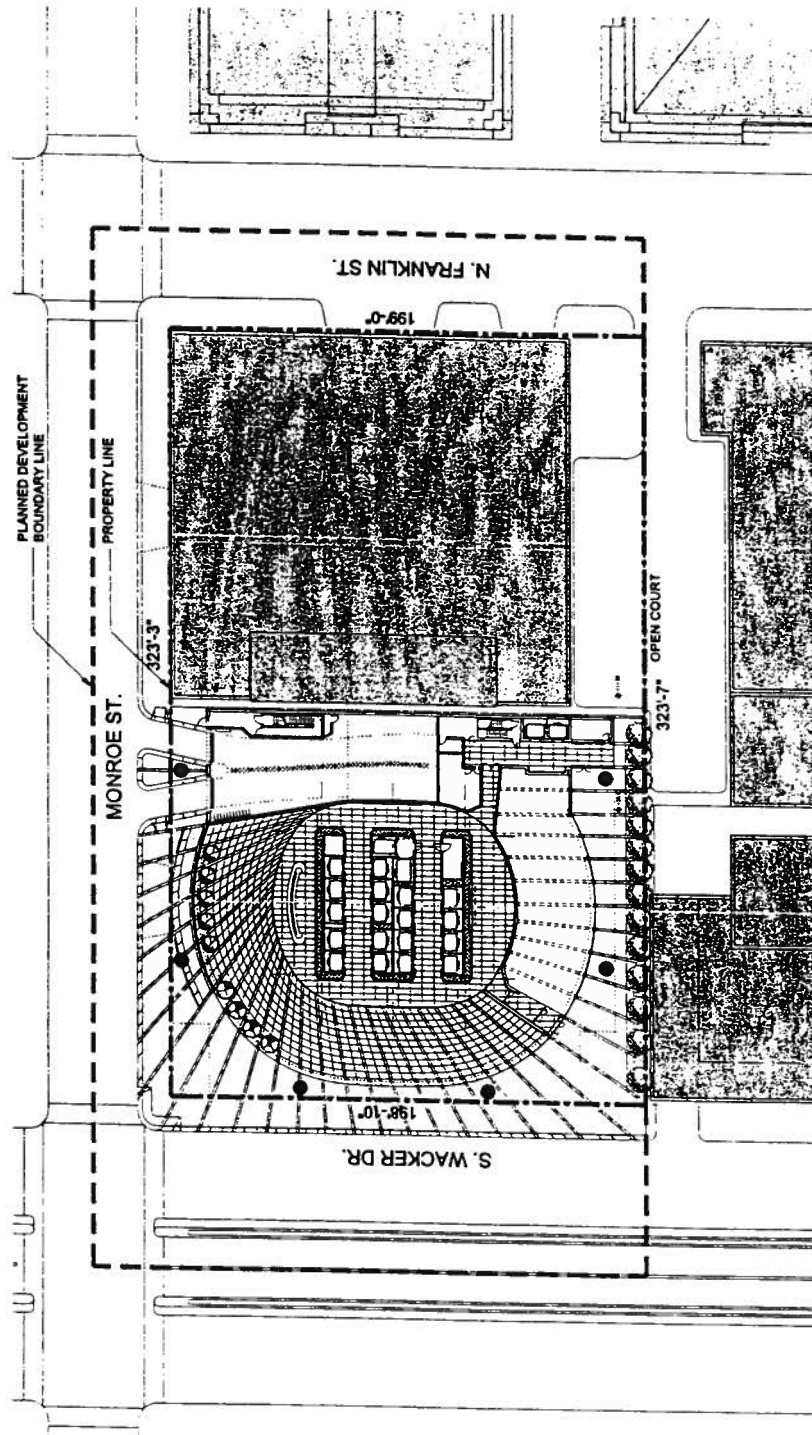 PLANNED DEVELOPMENT
BOUNDARY LINE
PROPERTY LINE
MONROE ST.
323'-3"
N. FRANKLIN ST.
199'-0"
OPEN COURT
323'-7"
198'-10"
S. WACKER DR.